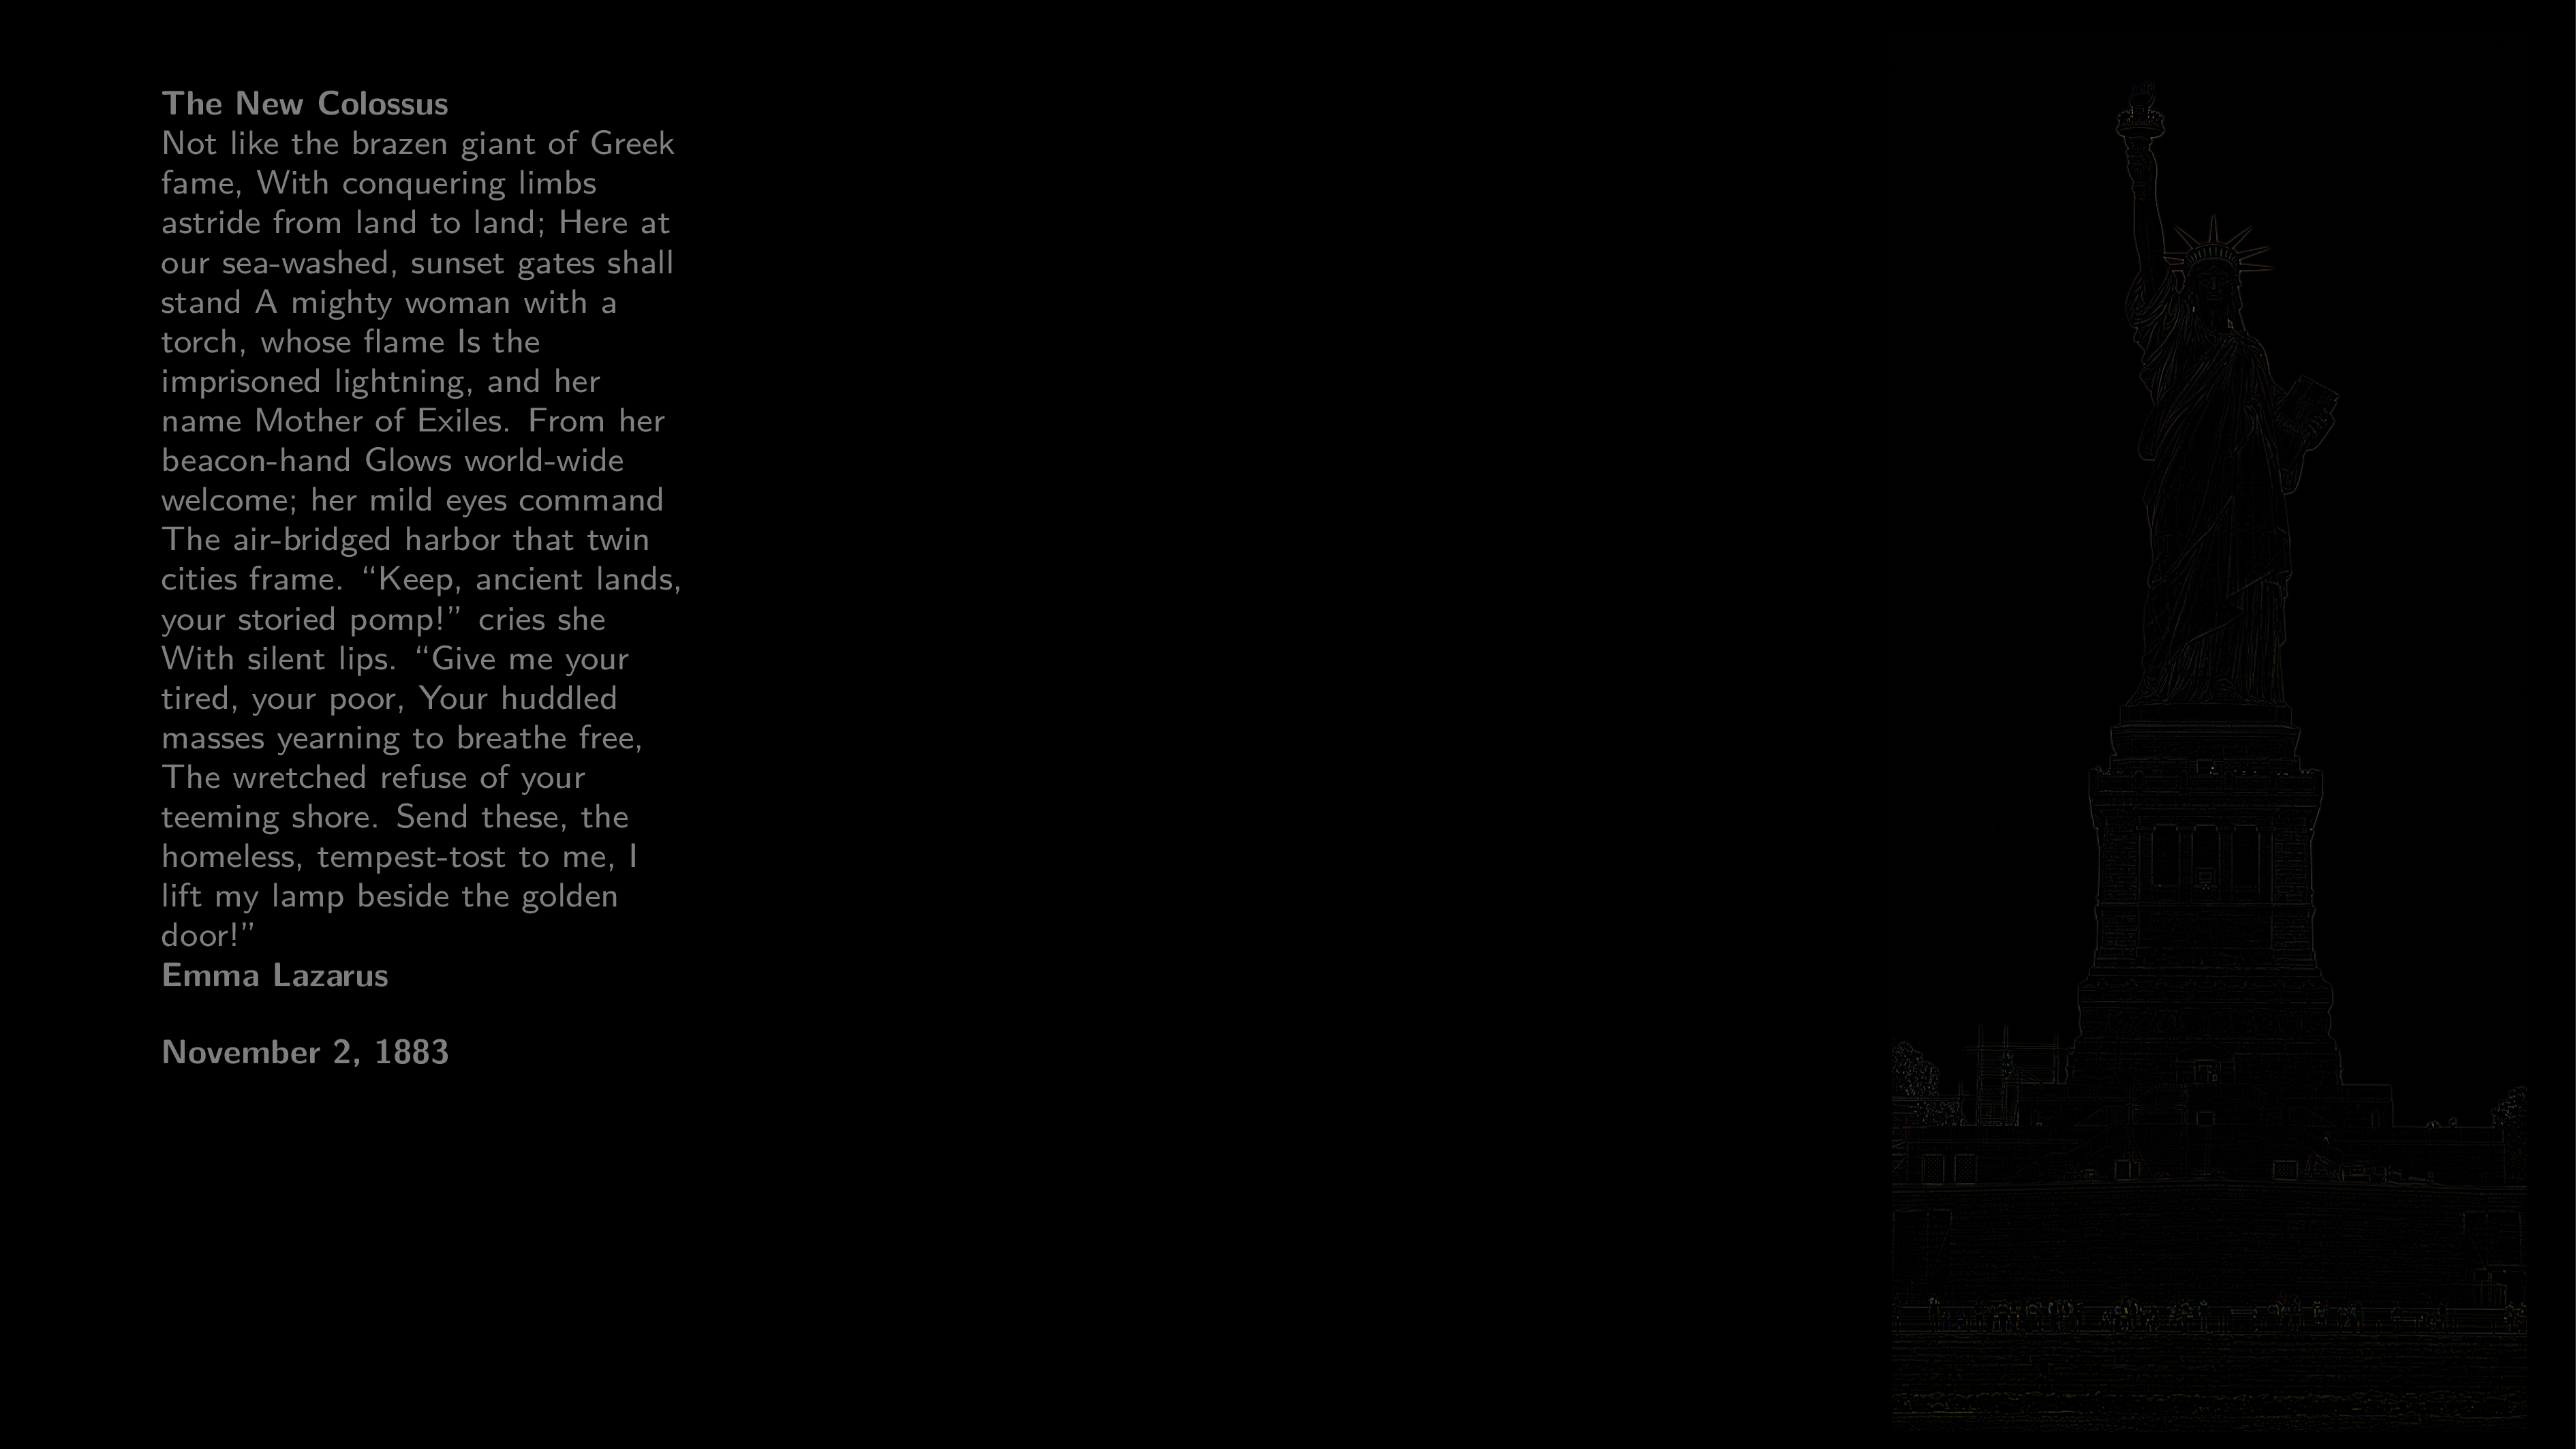 The New Colossus
Not like the brazen giant of Greek
fame, With conquering limbs
astride from land to land; Here at
our sea-washed, sunset gates shall
stand A mighty woman with a
torch, whose flame Is the
imprisoned lightning, and her
name Mother of Exiles. From her
beacon-hand Glows world-wide
welcome; her mild eyes command
The air-bridged harbor that twin
cities frame. “Keep, ancient lands,
your storied pomp!” cries she
With silent lips. “Give me your
tired, your poor, Your huddled
masses yearning to breathe free,
The wretched refuse of your
teeming shore. Send these, the
homeless, tempest-tost to me, I
lift my lamp beside the golden
door!”
Emma Lazarus
November 2, 1883